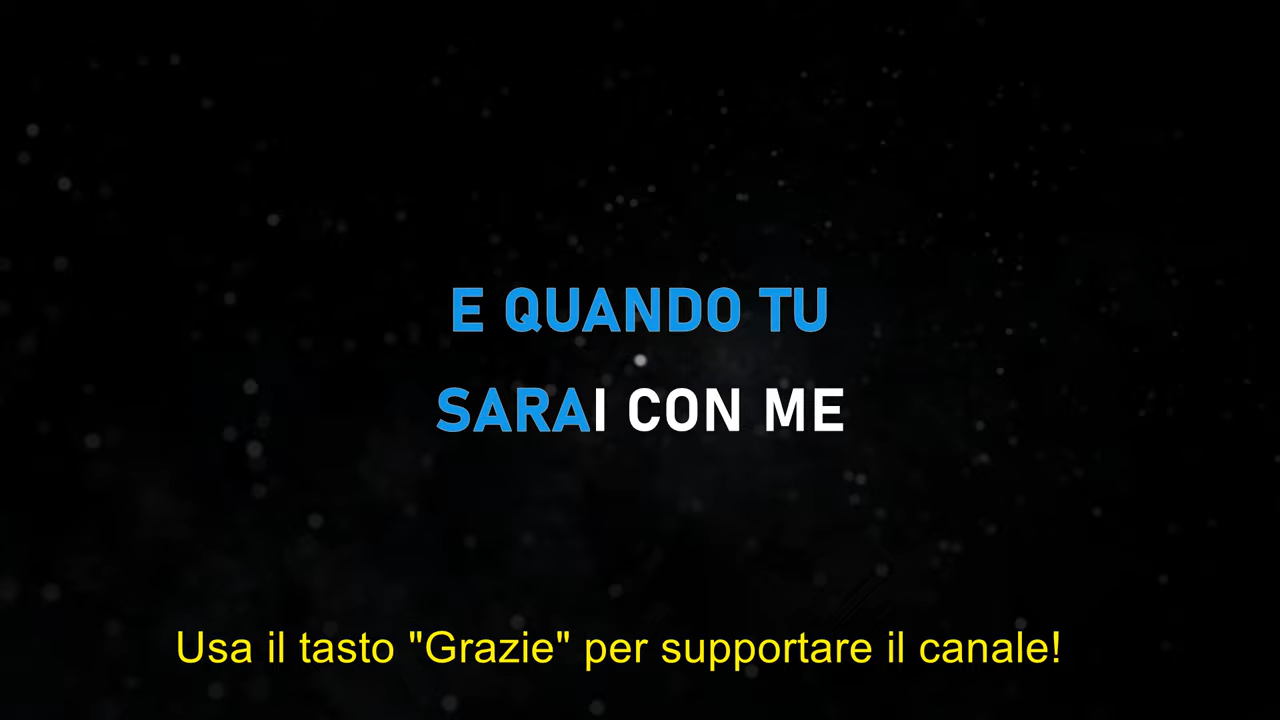 E QUANDO TU
SARAI CON ME
Usa il tasto "Grazie" per supportare il canale!